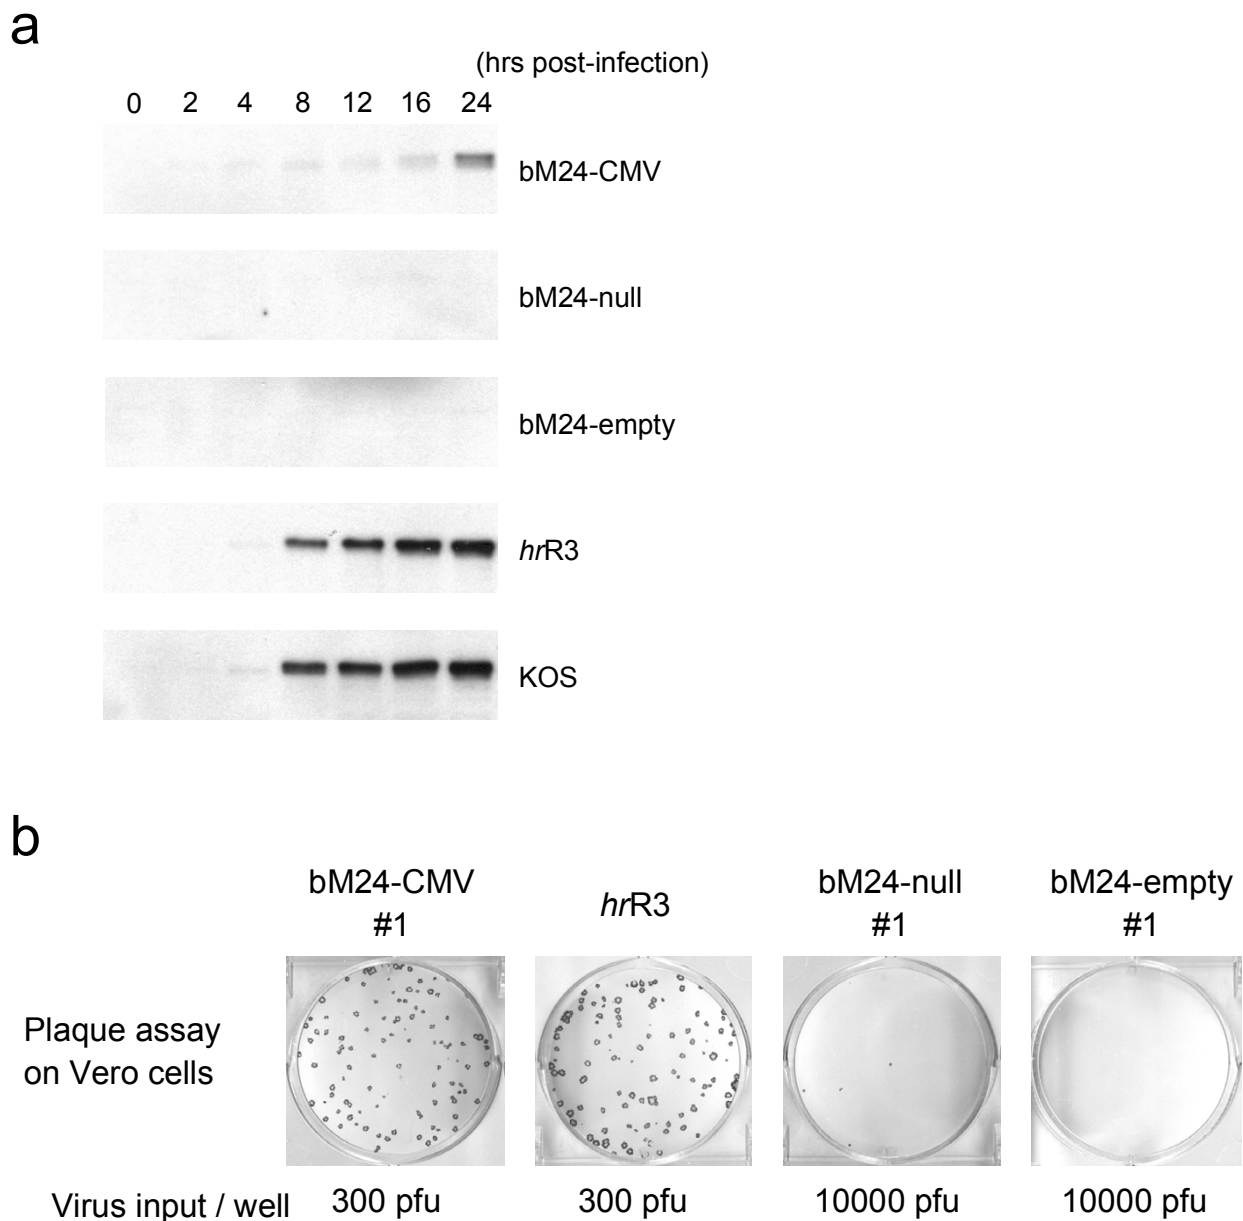 a
(hrs post-infection)
0 2 4 8 12 16 24
bM24-CMV
bM24-null
bM24-empty
hrR3
KOS
b
bM24-CMV
#1
hrR3
bM24-null
#1
bM24-empty
#1
Plaque assay
on Vero cells
Virus input / well 300 pfu 300 pfu 10000 pfu 10000 pfu